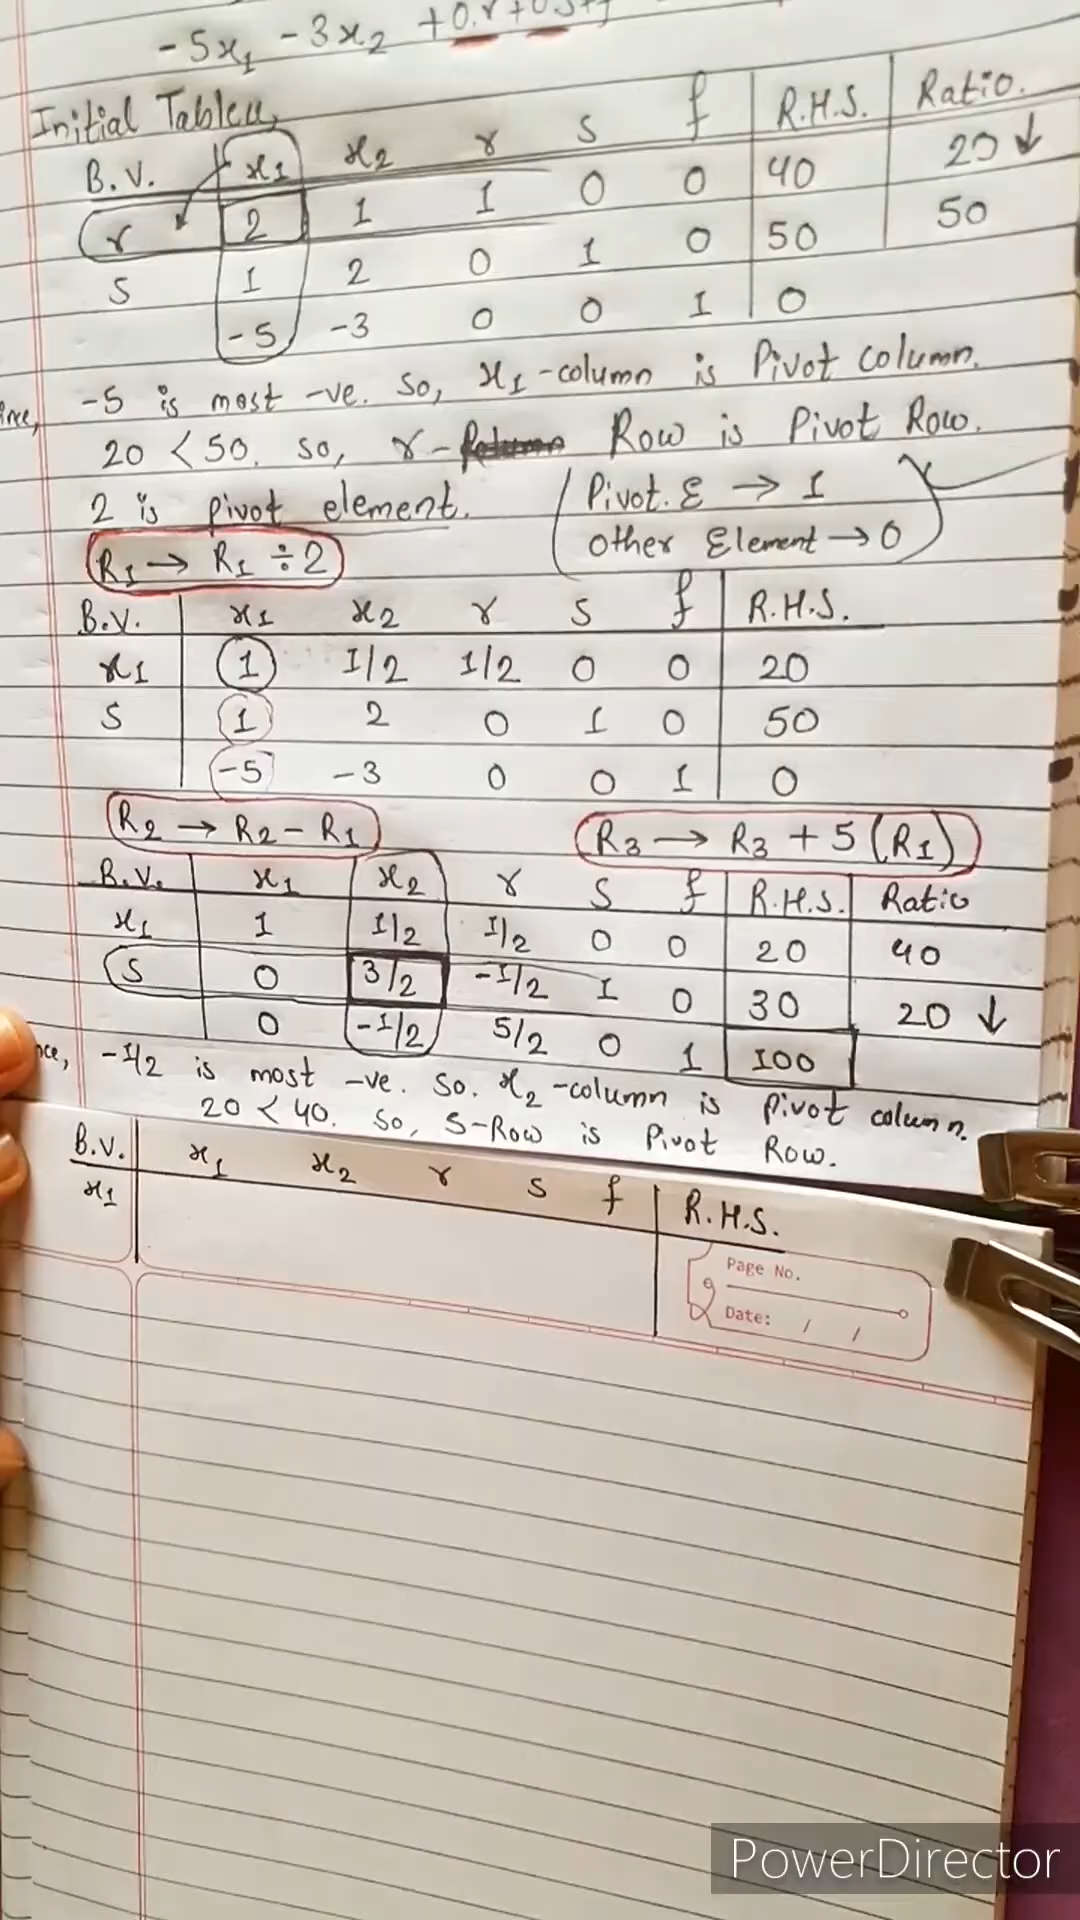 -5x₁ -3x₂ +0.r+0.s+f
Initial Tableu,
B.V. x₁ x₂ r s f R.H.S. Ratio.
r 2 1 1 0 0 40 20 ↓
s 1 2 0 1 0 50 50
-5 -3 0 0 1 0
-5 is most -ve. So, x₁-column is Pivot column.
20 < 50. so, r- Row is Pivot Row.
2 is pivot element.
Pivot. E → 1
other Element → 0
R₁ → R₁ ÷ 2
B.V. x₁ x₂ r s f R.H.S.
x₁ 1 1/2 1/2 0 0 20
s 1 2 0 1 0 50
-5 -3 0 0 1 0
R₂ → R₂ - R₁ R₃ → R₃ + 5 (R₁)
B.V. x₁ x₂ r s f R.H.S. Ratio
x₁ 1 1/2 1/2 0 0 20 40
s 0 3/2 -1/2 1 0 30 20 ↓
0 -1/2 5/2 0 1 100
-1/2 is most -ve. So. x₂-column is pivot column.
20 < 40. So, S-Row is Pivot Row.
B.V. x₁ x₂ r s f R.H.S.
x₁
Page No.
Date: / /
PowerDirector